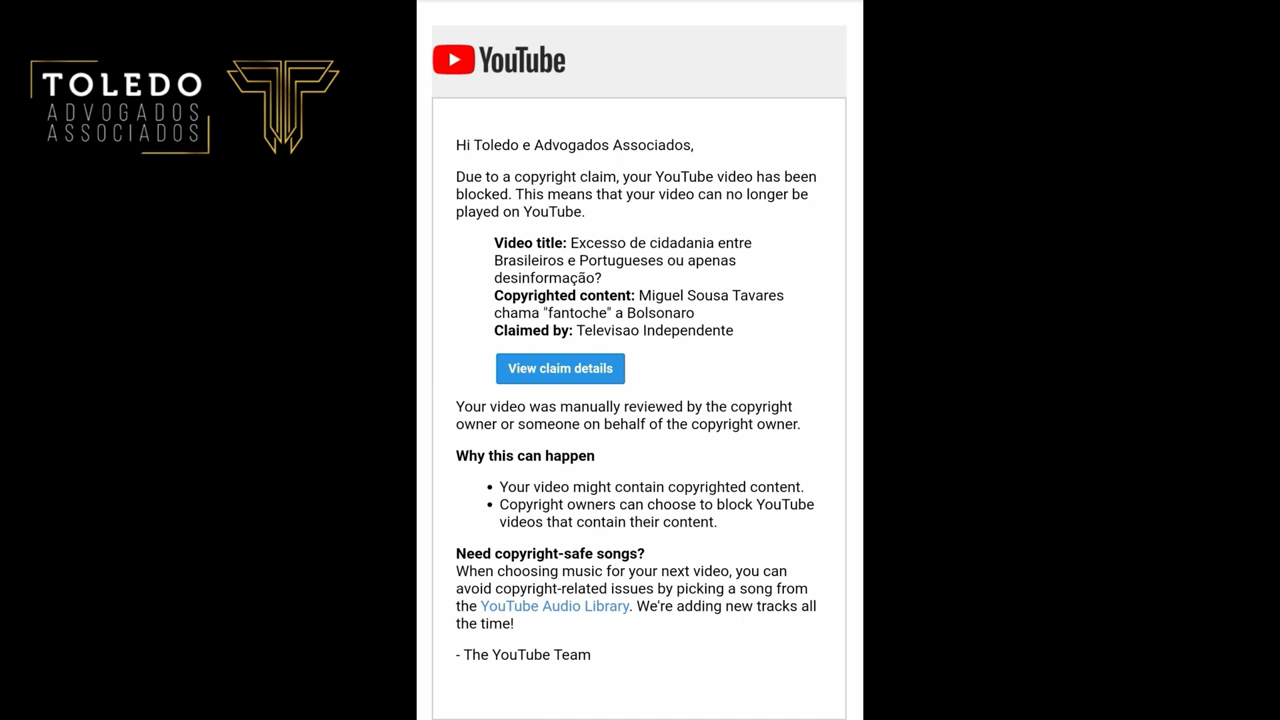 TOLEDO
ADVOGADOS
ASSOCIADOS
YouTube
Hi Toledo e Advogados Associados,
Due to a copyright claim, your YouTube video has been
blocked. This means that your video can no longer be
played on YouTube.
Video title: Excesso de cidadania entre
Brasileiros e Portugueses ou apenas
desinformação?
Copyrighted content: Miguel Sousa Tavares
chama "fantoche" a Bolsonaro
Claimed by: Televisao Independente
View claim details
Your video was manually reviewed by the copyright
owner or someone on behalf of the copyright owner.
Why this can happen
• Your video might contain copyrighted content.
• Copyright owners can choose to block YouTube
videos that contain their content.
Need copyright-safe songs?
When choosing music for your next video, you can
avoid copyright-related issues by picking a song from
the YouTube Audio Library. We're adding new tracks all
the time!
- The YouTube Team